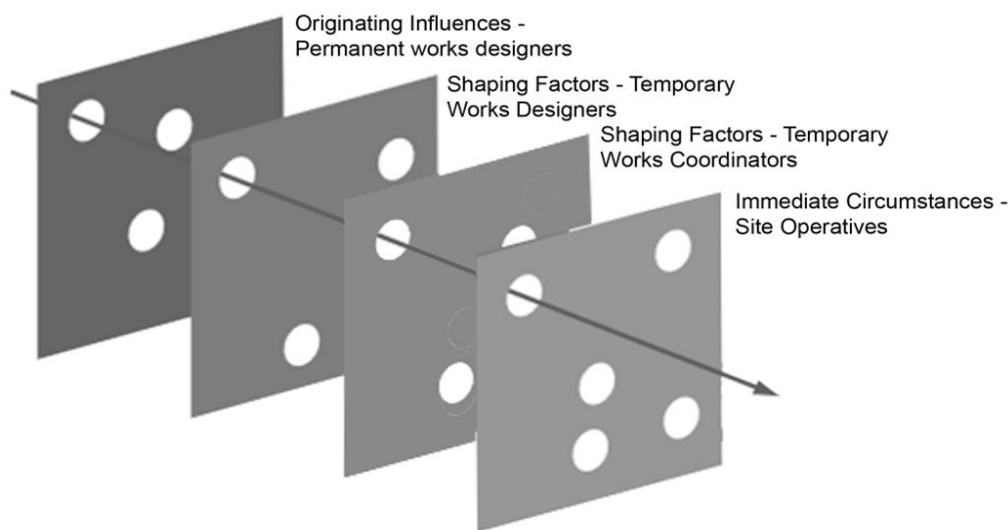 Originating Influences -
Permanent works designers
Shaping Factors - Temporary
Works Designers
Shaping Factors - Temporary
Works Coordinators
Immediate Circumstances -
Site Operatives